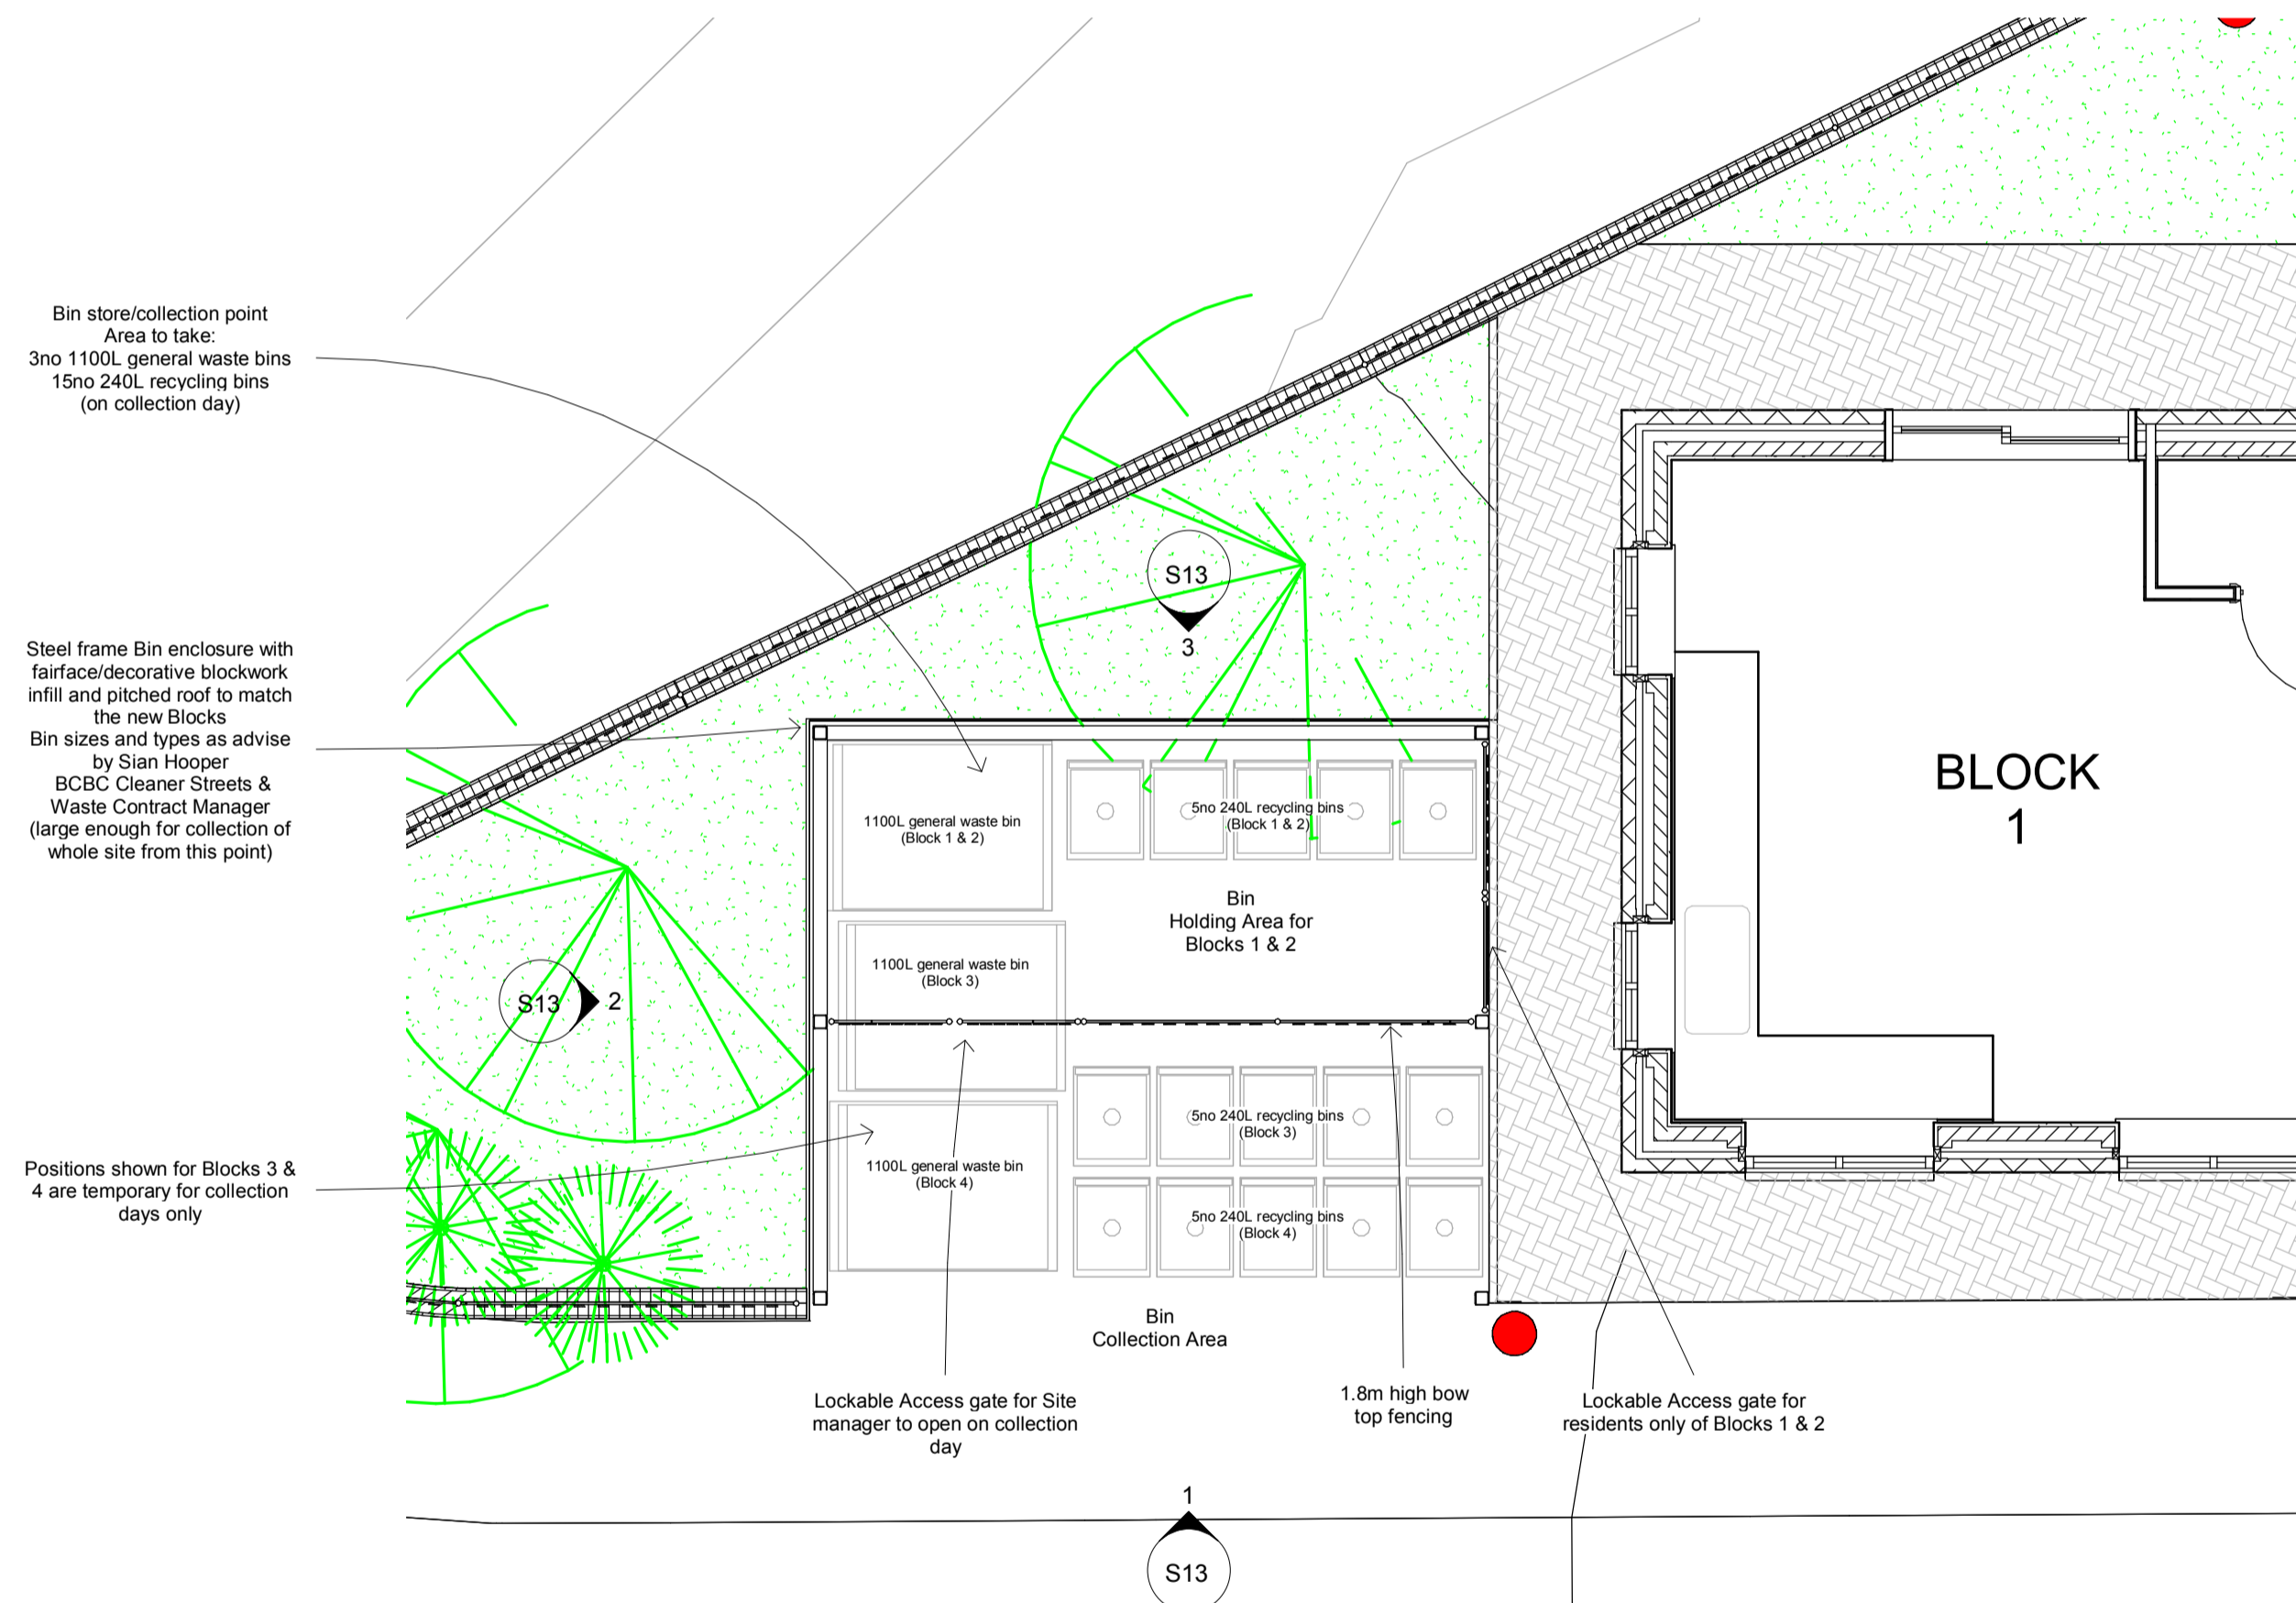 Bin store/collection point
Area to take:
3no 1100L general waste bins
15no 240L recycling bins
(on collection day)
Steel frame Bin enclosure with
fairface/decorative blockwork
infill and pitched roof to match
the new Blocks
Bin sizes and types as advise
by Sian Hooper
BCBC Cleaner Streets &
Waste Contract Manager
(large enough for collection of
whole site from this point)
Positions shown for Blocks 3 &
4 are temporary for collection
days only
S13
3
S13
2
1100L general waste bin
(Block 1 & 2)
5no 240L recycling bins
(Block 1 & 2)
Bin
Holding Area for
Blocks 1 & 2
1100L general waste bin
(Block 3)
5no 240L recycling bins
(Block 3)
1100L general waste bin
(Block 4)
5no 240L recycling bins
(Block 4)
Bin
Collection Area
BLOCK
1
Lockable Access gate for Site
manager to open on collection
day
1.8m high bow
top fencing
Lockable Access gate for
residents only of Blocks 1 & 2
1
S13